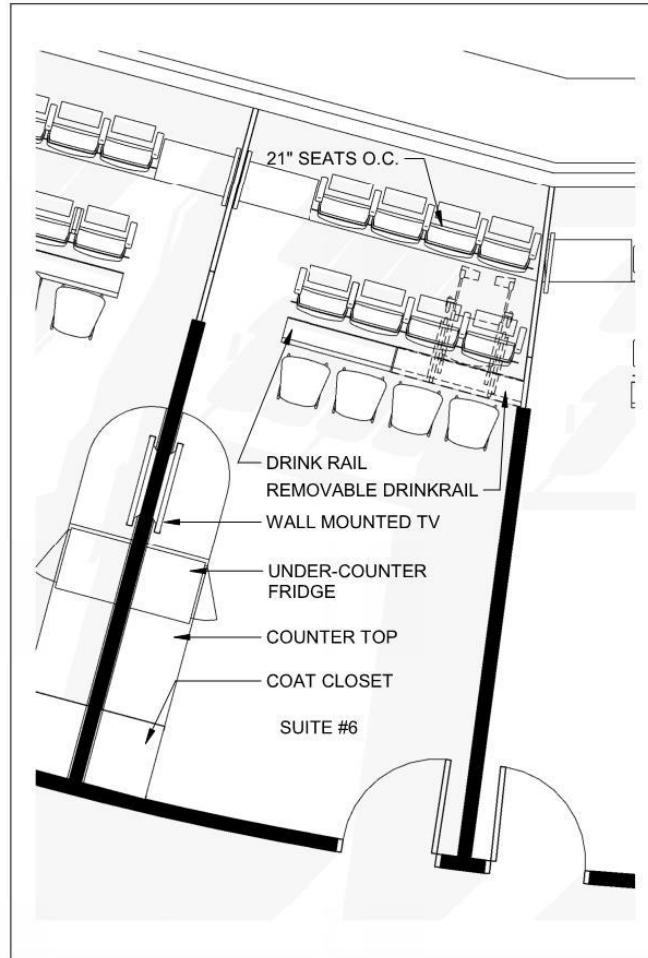 21" SEATS O.C.
DRINK RAIL
REMOVABLE DRINKRAIL
WALL MOUNTED TV
UNDER-COUNTER
FRIDGE
COUNTER TOP
COAT CLOSET
SUITE #6